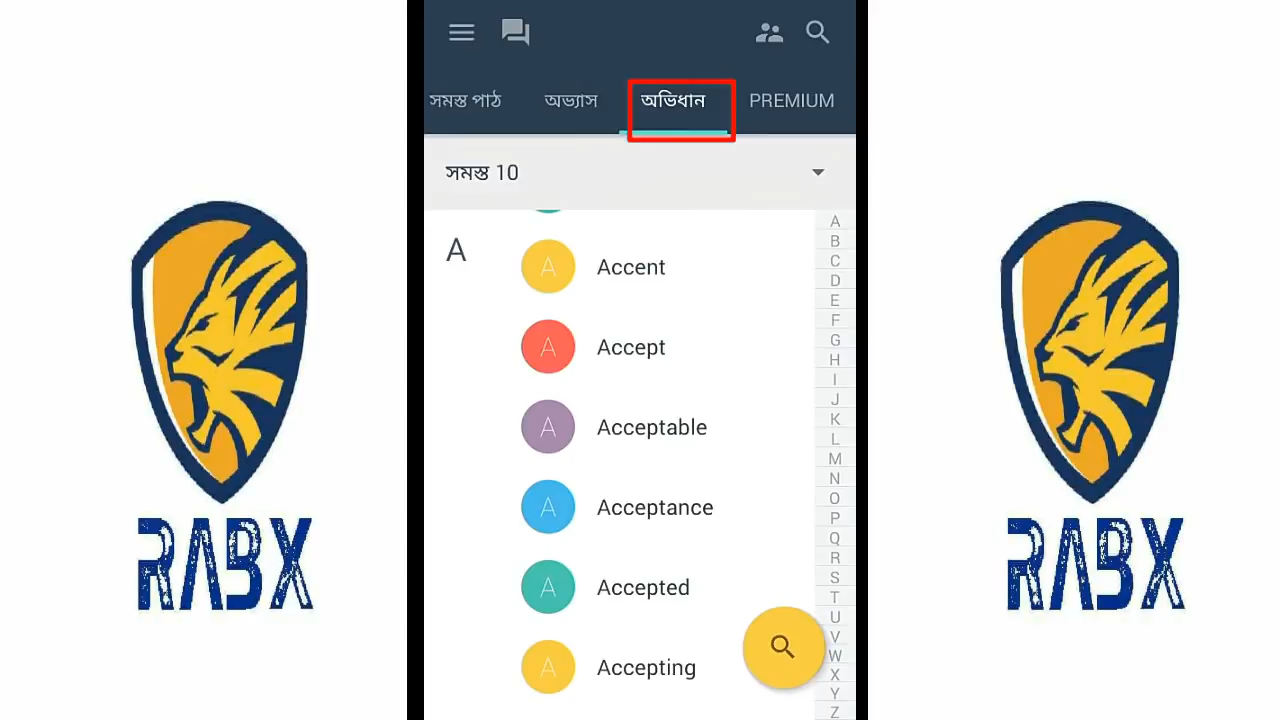 সমস্ত পাঠ অভ্যাস অভিধান PREMIUM
সমস্ত 10
A
A Accent
A Accept
A Acceptable
A Acceptance
A Accepted
A Accepting
A
B
C
D
E
F
G
H
I
J
K
L
M
N
O
P
Q
R
S
T
U
V
W
X
Y
Z
RABX
RABX